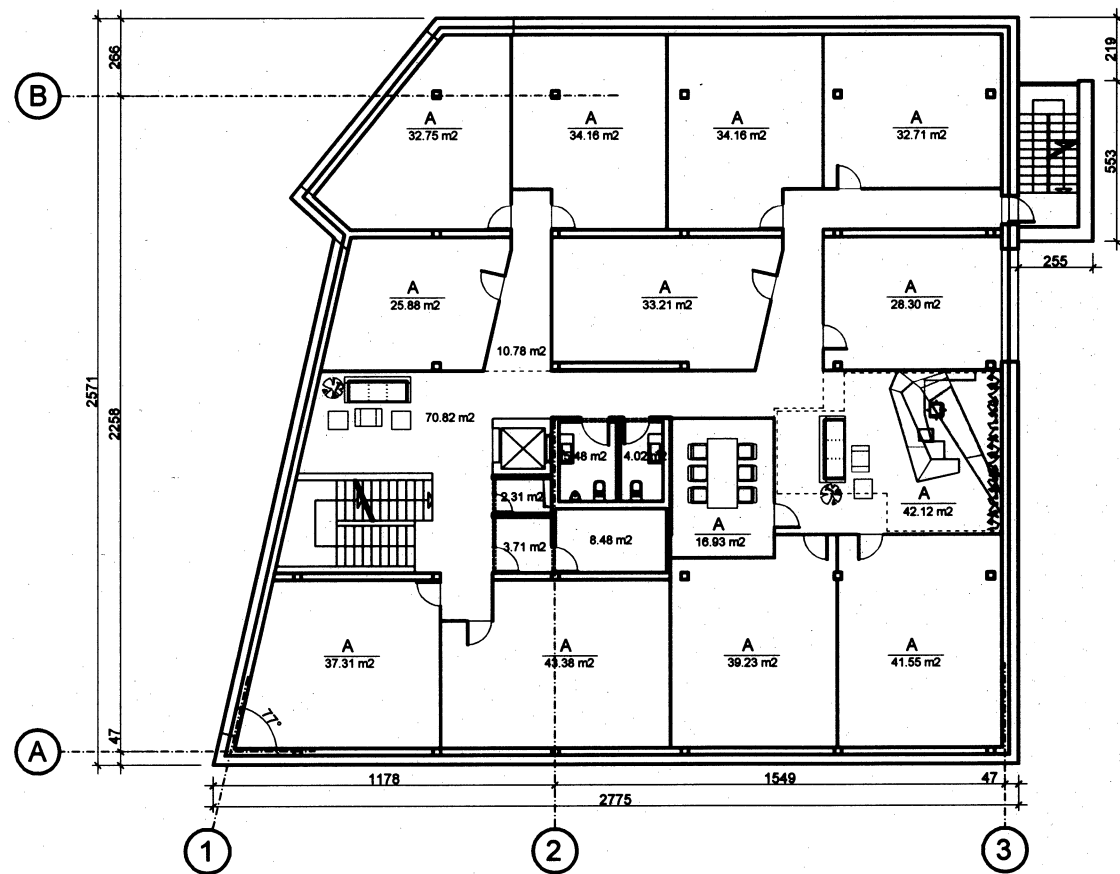 266
219
B
A
32.75 m2
A
34.16 m2
A
34.16 m2
A
32.71 m2
553
255
A
25.88 m2
A
33.21 m2
A
28.30 m2
10.78 m2
2571
2258
70.82 m2
5.48 m2
4.02 m2
2.31 m2
A
42.12 m2
A
16.93 m2
3.71 m2
8.48 m2
A
37.31 m2
A
43.38 m2
A
39.23 m2
A
41.55 m2
77°
47
A
1178
1549
47
2775
1
2
3